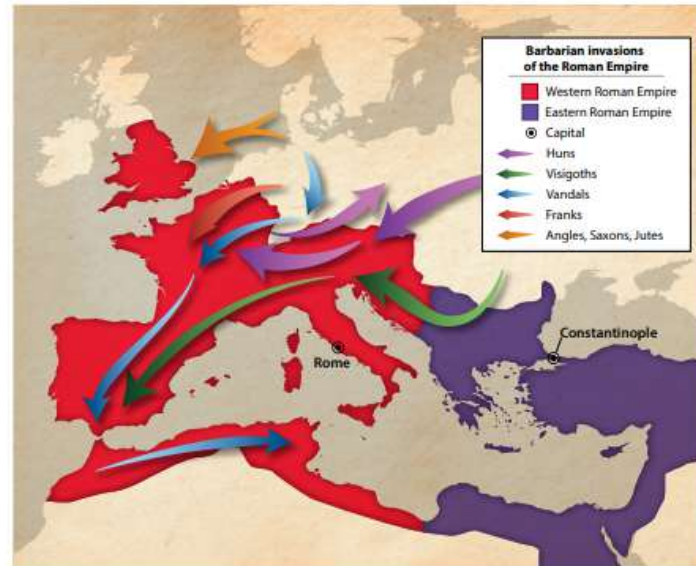 Barbarian invasions
of the Roman Empire
Western Roman Empire
Eastern Roman Empire
Capital
Huns
Visigoths
Vandals
Franks
Angles, Saxons, Jutes
Constantinople
Rome